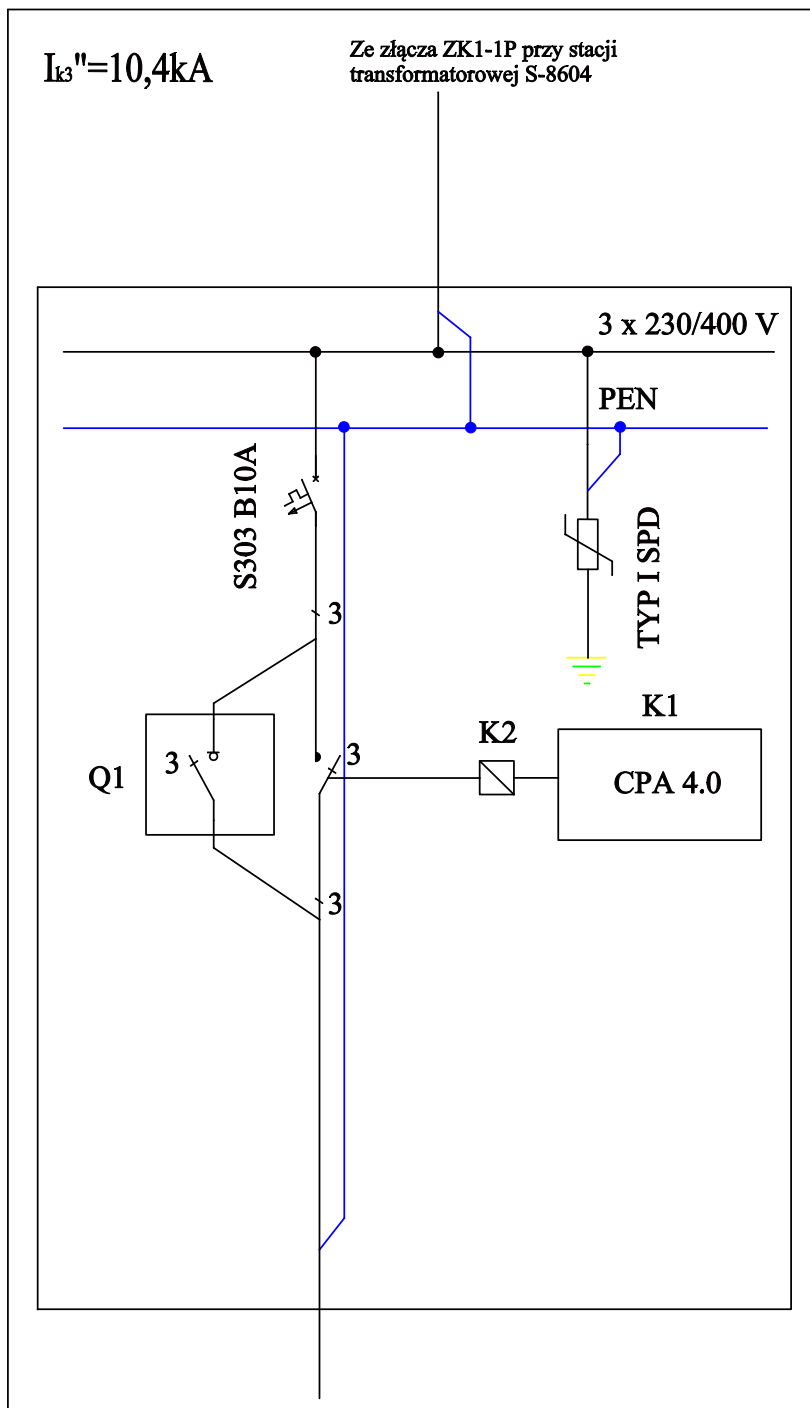 Ik3"=10,4kA
Ze złącza ZK1-1P przy stacji
transformatorowej S-8604
3 x 230/400 V
PEN
S303 B10A
TYP I SPD
3
K1
K2
3
3
Q1
CPA 4.0
3